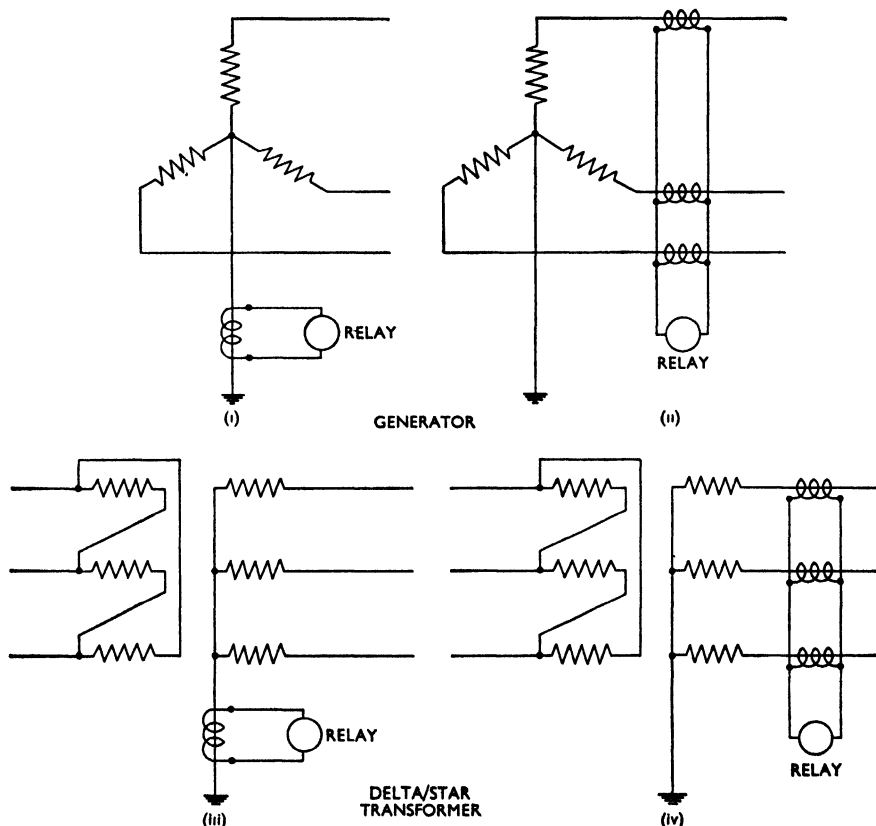 RELAY
RELAY
(i)
GENERATOR
(ii)
RELAY
RELAY
DELTA/STAR
TRANSFORMER
(iii)
(iv)